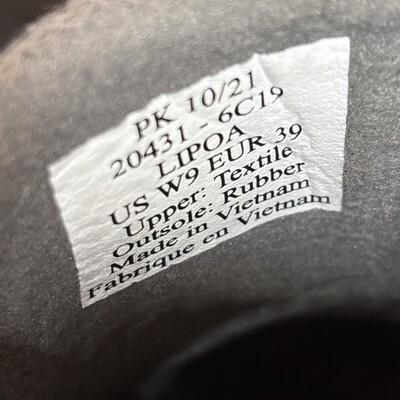 PK 10/21
20431 - 6C19
LIPOA
US W9 EUR 39
Upper: Textile
Outsole: Rubber
Made in Vietnam
Fabrique en Vietnam